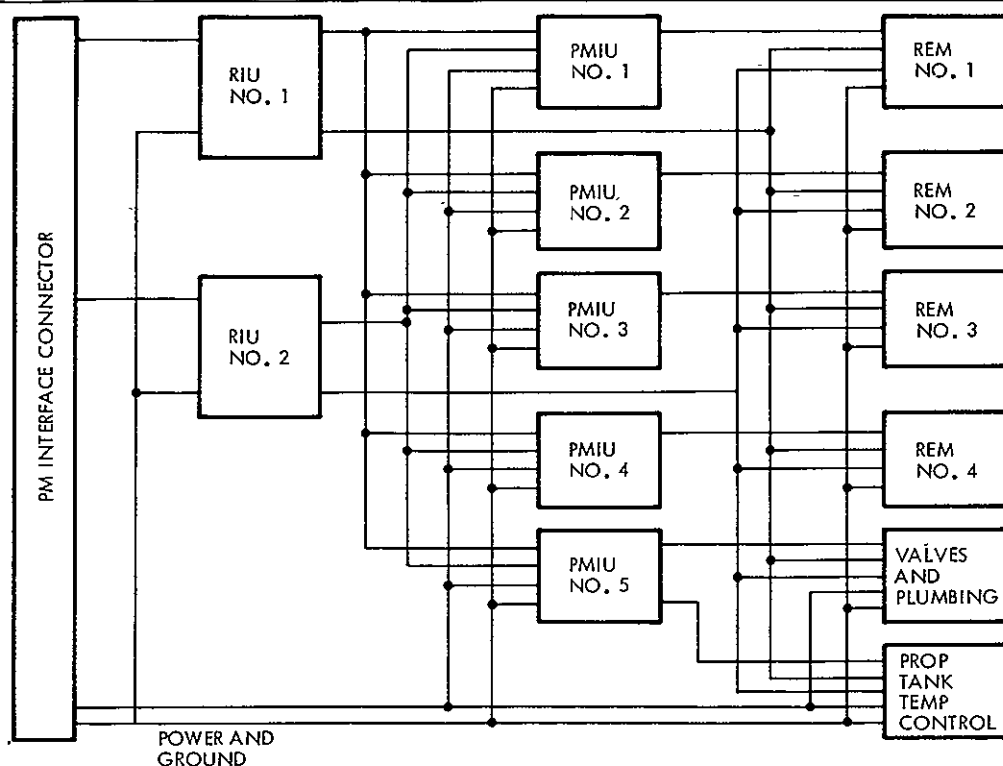 PM INTERFACE CONNECTOR
RIU
NO. 1
RIU
NO. 2
PMIU
NO. 1
PMIU
NO. 2
PMIU
NO. 3
PMIU
NO. 4
PMIU
NO. 5
REM
NO. 1
REM
NO. 2
REM
NO. 3
REM
NO. 4
VALVES
AND
PLUMBING
PROP
TANK
TEMP
CONTROL
POWER AND
GROUND